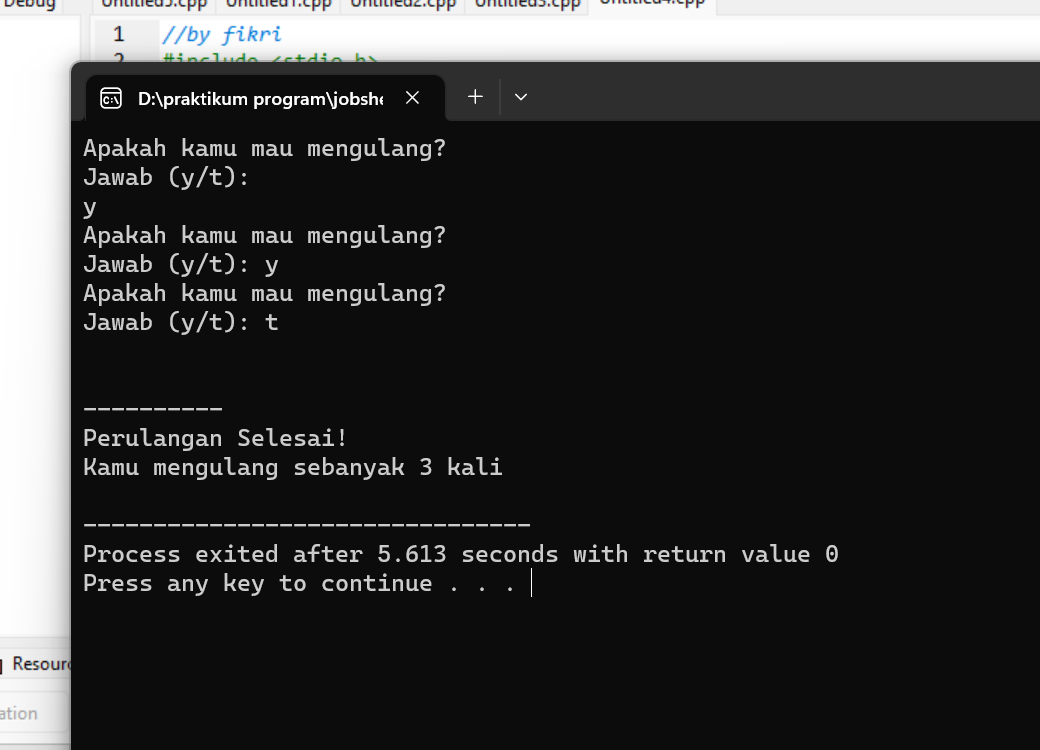 Debug
Untitled5.cpp Untitled1.cpp Untitled2.cpp Untitled3.cpp Untitled4.cpp
1 //by fikri
2 #include <stdio.h>
D:\praktikum program\jobshe
Apakah kamu mau mengulang?
Jawab (y/t):
y
Apakah kamu mau mengulang?
Jawab (y/t): y
Apakah kamu mau mengulang?
Jawab (y/t): t
----------
Perulangan Selesai!
Kamu mengulang sebanyak 3 kali
--------------------------------
Process exited after 5.613 seconds with return value 0
Press any key to continue . . .
Resourc
ation